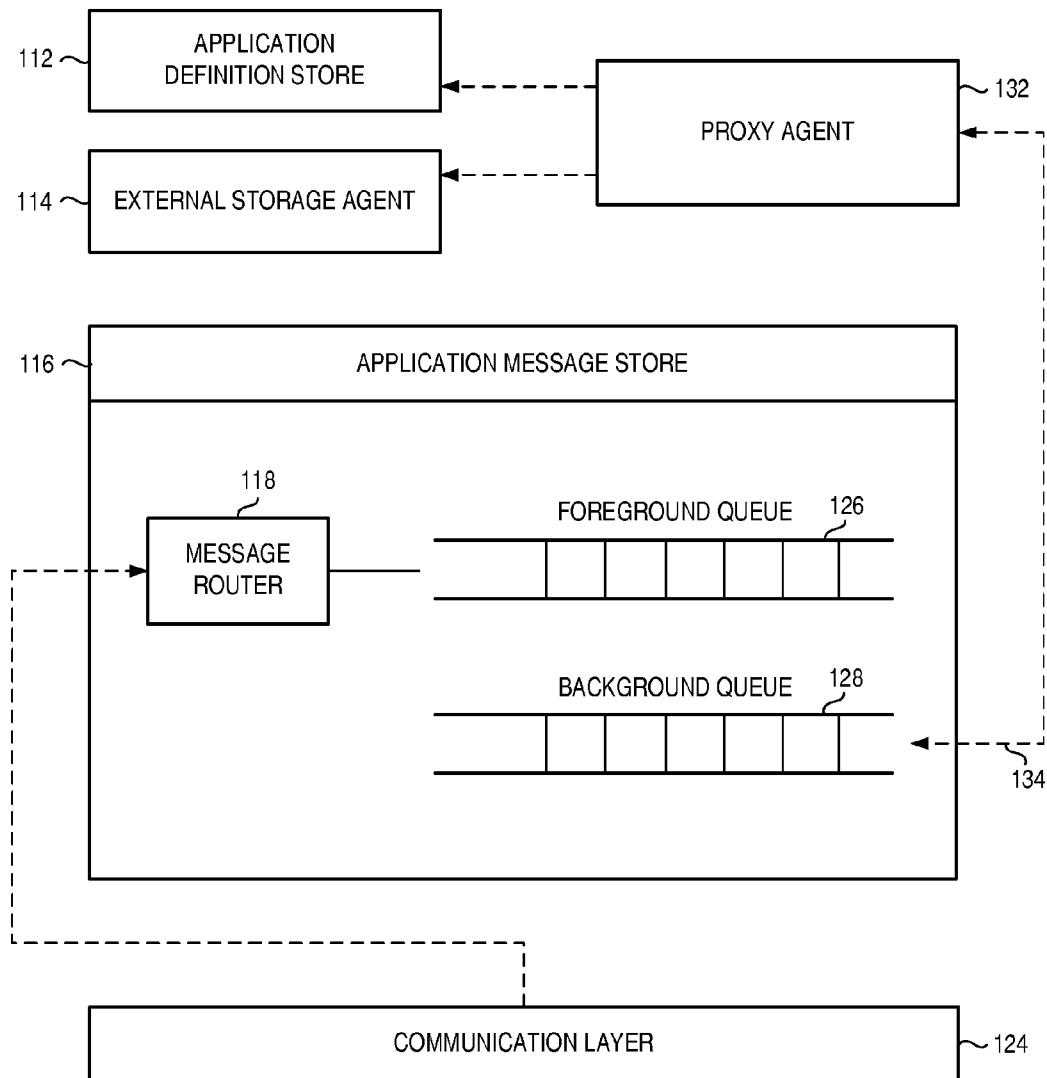 112
APPLICATION
DEFINITION STORE
132
PROXY AGENT
114
EXTERNAL STORAGE AGENT
116
APPLICATION MESSAGE STORE
118
MESSAGE
ROUTER
FOREGROUND QUEUE
126
BACKGROUND QUEUE
128
134
COMMUNICATION LAYER
124